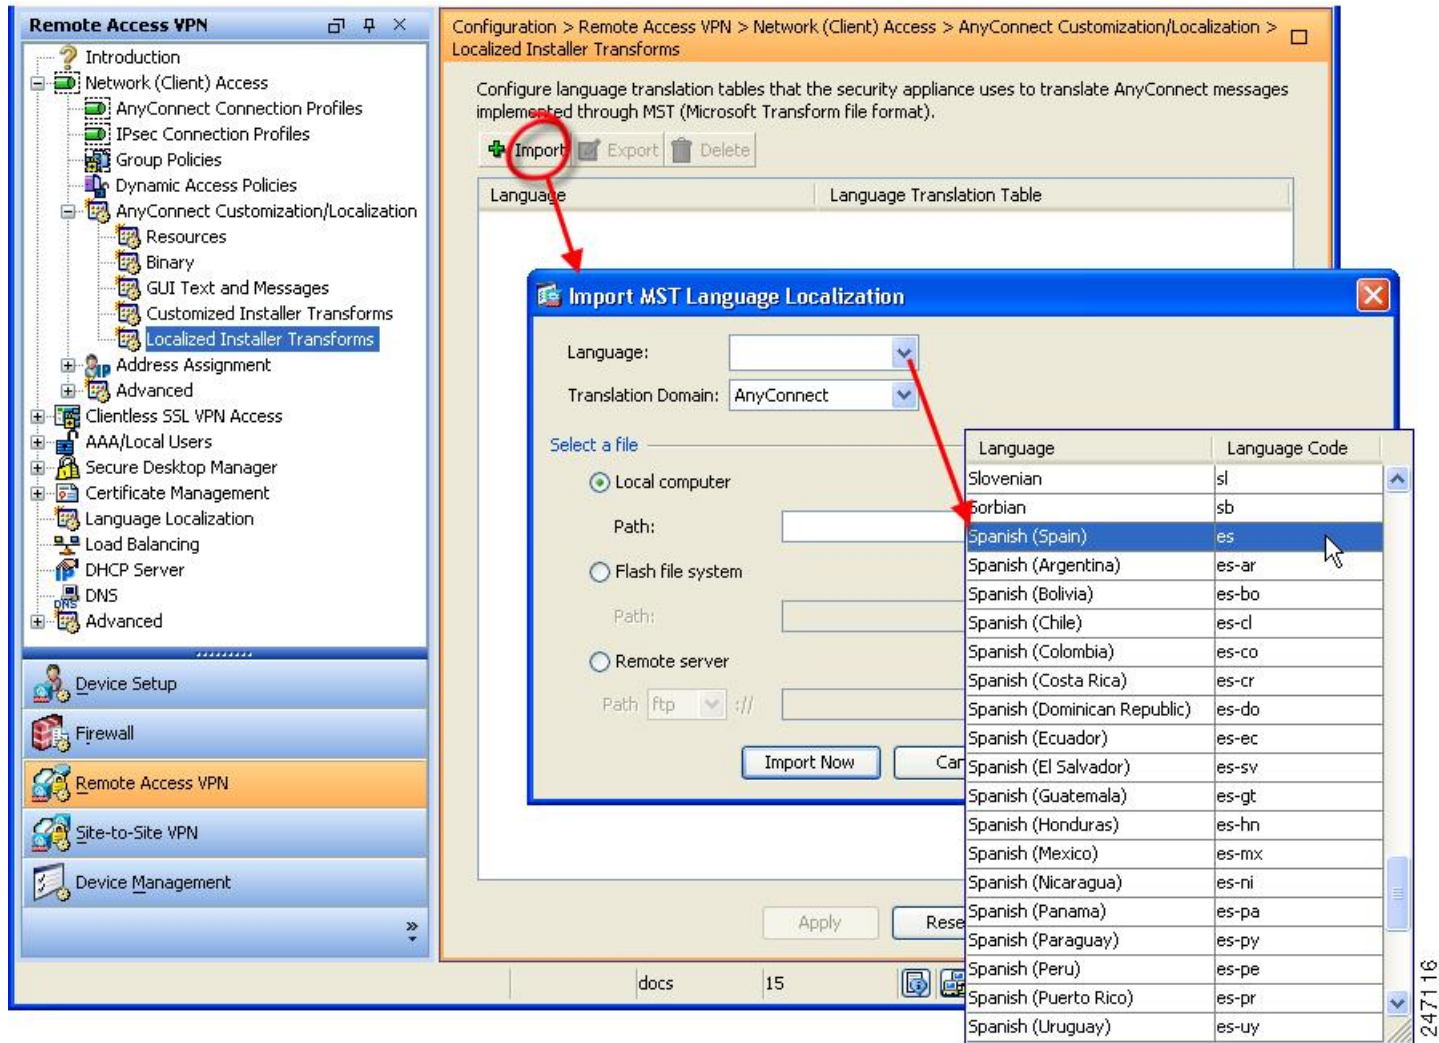 Remote Access VPN
Introduction
Network (Client) Access
AnyConnect Connection Profiles
IPsec Connection Profiles
Group Policies
Dynamic Access Policies
AnyConnect Customization/Localization
Resources
Binary
GUI Text and Messages
Customized Installer Transforms
Localized Installer Transforms
Address Assignment
Advanced
Clientless SSL VPN Access
AAA/Local Users
Secure Desktop Manager
Certificate Management
Language Localization
Load Balancing
DHCP Server
DNS
Advanced
Device Setup
Firewall
Remote Access VPN
Site-to-Site VPN
Device Management
Configuration > Remote Access VPN > Network (Client) Access > AnyConnect Customization/Localization >
Localized Installer Transforms
Configure language translation tables that the security appliance uses to translate AnyConnect messages
implemented through MST (Microsoft Transform file format).
Import Export Delete
Language Language Translation Table
Import MST Language Localization
Language:
Translation Domain: AnyConnect
Select a file
Local computer
Path:
Flash file system
Path:
Remote server
Path ftp ://
Import Now Can
Apply Rese
docs 15
Language Language Code
Slovenian sl
Sorbian sb
Spanish (Spain) es
Spanish (Argentina) es-ar
Spanish (Bolivia) es-bo
Spanish (Chile) es-cl
Spanish (Colombia) es-co
Spanish (Costa Rica) es-cr
Spanish (Dominican Republic) es-do
Spanish (Ecuador) es-ec
Spanish (El Salvador) es-sv
Spanish (Guatemala) es-gt
Spanish (Honduras) es-hn
Spanish (Mexico) es-mx
Spanish (Nicaragua) es-ni
Spanish (Panama) es-pa
Spanish (Paraguay) es-py
Spanish (Peru) es-pe
Spanish (Puerto Rico) es-pr
Spanish (Uruguay) es-uy
247116